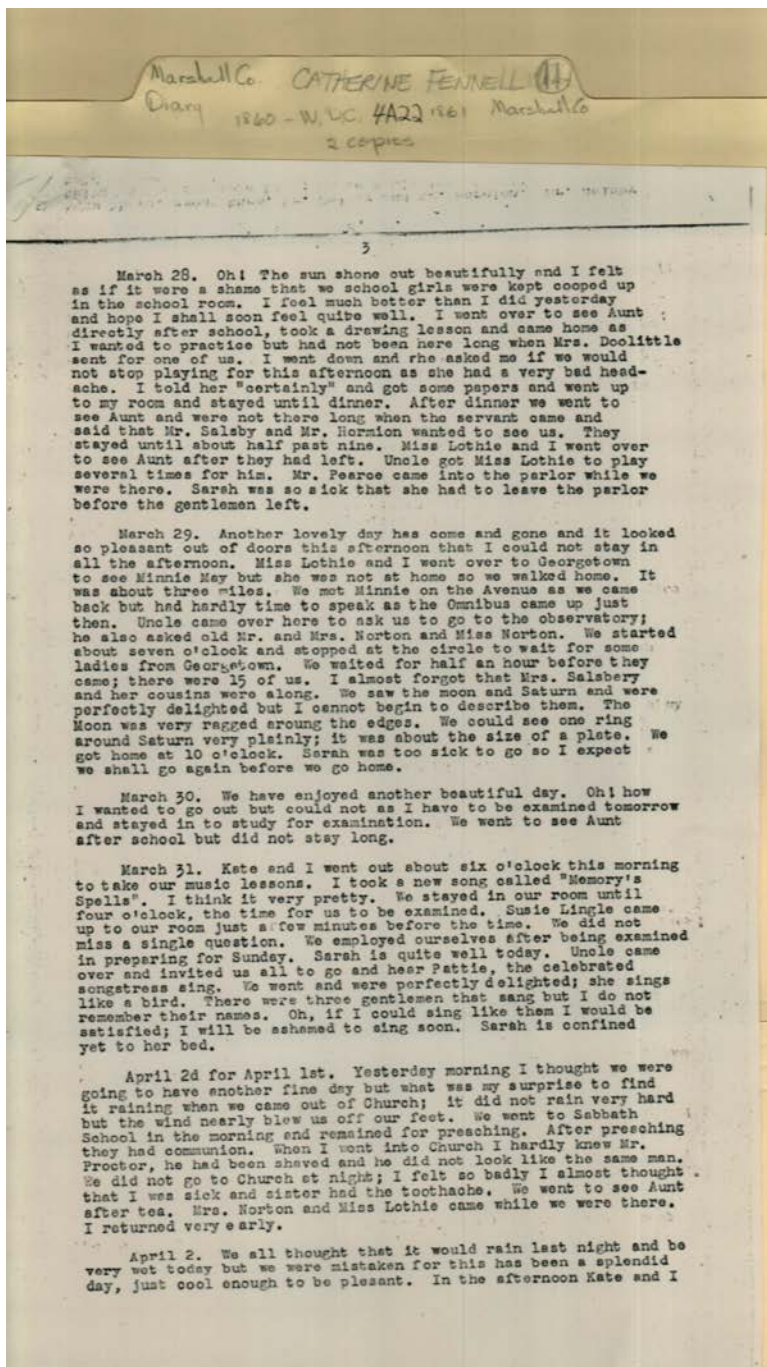 Marshall Co. CATHERINE FENNELL 11
Diary 1860 - W. D.C. 4A22 1861 Marshall Co
2 copies
3
March 28. Oh! The sun shone out beautifully and I felt
as if it were a shame that we school girls were kept cooped up
in the school room. I feel much better than I did yesterday
and hope I shall soon feel quite well. I went over to see Aunt
directly after school, took a drawing lesson and came home as
I wanted to practice but had not been here long when Mrs. Doolittle
sent for one of us. I went down and rhe asked me if we would
not stop playing for this afternoon as she had a very bad head-
ache. I told her "certainly" and got some papers and went up
to my room and stayed until dinner. After dinner we went to
see Aunt and were not there long when the servant came and
said that Mr. Salsby and Mr. Hormion wanted to see us. They
stayed until about half past nine. Miss Lothie and I went over
to see Aunt after they had left. Uncle got Miss Lothie to play
several times for him. Mr. Pearce came into the parlor while we
were there. Sarah was so sick that she had to leave the parlor
before the gentlemen left.
March 29. Another lovely day has come and gone and it looked
so pleasant out of doors this afternoon that I could not stay in
all the afternoon. Miss Lothie and I went over to Georgetown
to see Minnie May but she was not at home so we walked home. It
was about three miles. We met Minnie on the Avenue as we came
back but had hardly time to speak as the Omnibus came up just
then. Uncle came over here to ask us to go to the observatory;
he also asked old Mr. and Mrs. Norton and Miss Norton. We started
about seven o'clock and stopped at the circle to wait for some
ladies from Georgetown. We waited for half an hour before they
came; there were 15 of us. I almost forgot that Mrs. Salsbery
and her cousins were along. We saw the moon and Saturn and were
perfectly delighted but I cannot begin to describe them. The
Moon was very ragged aroung the edges. We could see one ring
around Saturn very plainly; it was about the size of a plate. We
got home at 10 o'clock. Sarah was too sick to go so I expect
we shall go again before we go home.
March 30. We have enjoyed another beautiful day. Oh! how
I wanted to go out but could not as I have to be examined tomorrow
and stayed in to study for examination. We went to see Aunt
after school but did not stay long.
March 31. Kate and I went out about six o'clock this morning
to take our music lessons. I took a new song called "Memory's
Spells". I think it very pretty. We stayed in our room until
four o'clock, the time for us to be examined. Susie Lingle came
up to our room just a few minutes before the time. We did not
miss a single question. We employed ourselves after being examined
in preparing for Sunday. Sarah is quite well today. Uncle came
over and invited us all to go and hear Pattie, the celebrated
songstress sing. We went and were perfectly delighted; she sings
like a bird. There were three gentlemen that sang but I do not
remember their names. Oh, if I could sing like them I would be
satisfied; I will be ashamed to sing soon. Sarah is confined
yet to her bed.
April 2d for April 1st. Yesterday morning I thought we were
going to have another fine day but what was my surprise to find
it raining when we came out of Church; it did not rain very hard
but the wind nearly blew us off our feet. We went to Sabbath
School in the morning and remained for preaching. After preaching
they had communion. When I went into Church I hardly knew Mr.
Proctor, he had been shaved and he did not look like the same man.
We did not go to Church at night; I felt so badly I almost thought
that I was sick and sister had the toothache. We went to see Aunt
after tea. Mrs. Norton and Miss Lothie came while we were there.
I returned very early.
April 2. We all thought that it would rain last night and be
very wet today but we were mistaken for this has been a splendid
day, just cool enough to be plesant. In the afternoon Kate and I